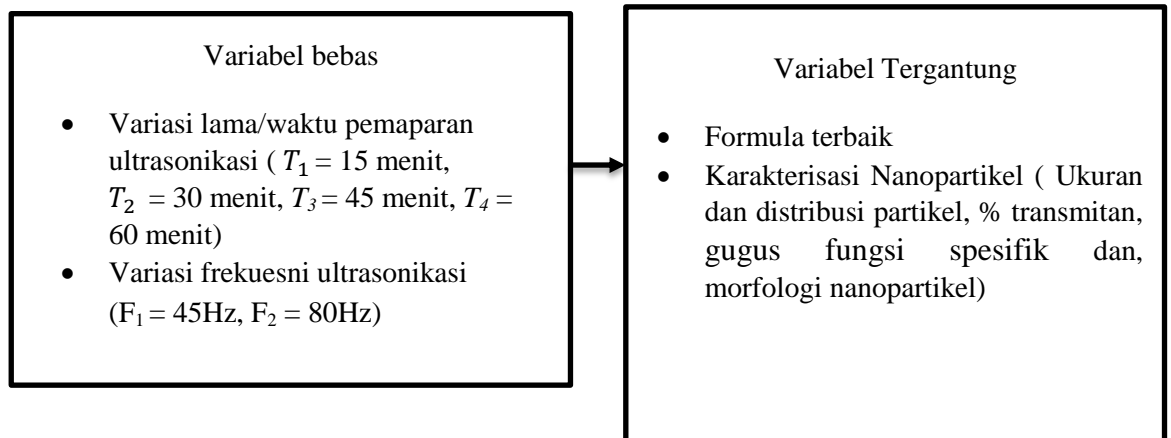 Variabel bebas
• Variasi lama/waktu pemaparan
ultrasonikasi ( T₁ = 15 menit,
T₂ = 30 menit, T₃ = 45 menit, T₄ =
60 menit)
• Variasi frekuesni ultrasonikasi
(F₁ = 45Hz, F₂ = 80Hz)
Variabel Tergantung
• Formula terbaik
• Karakterisasi Nanopartikel ( Ukuran
dan distribusi partikel, % transmitan,
gugus fungsi spesifik dan,
morfologi nanopartikel)